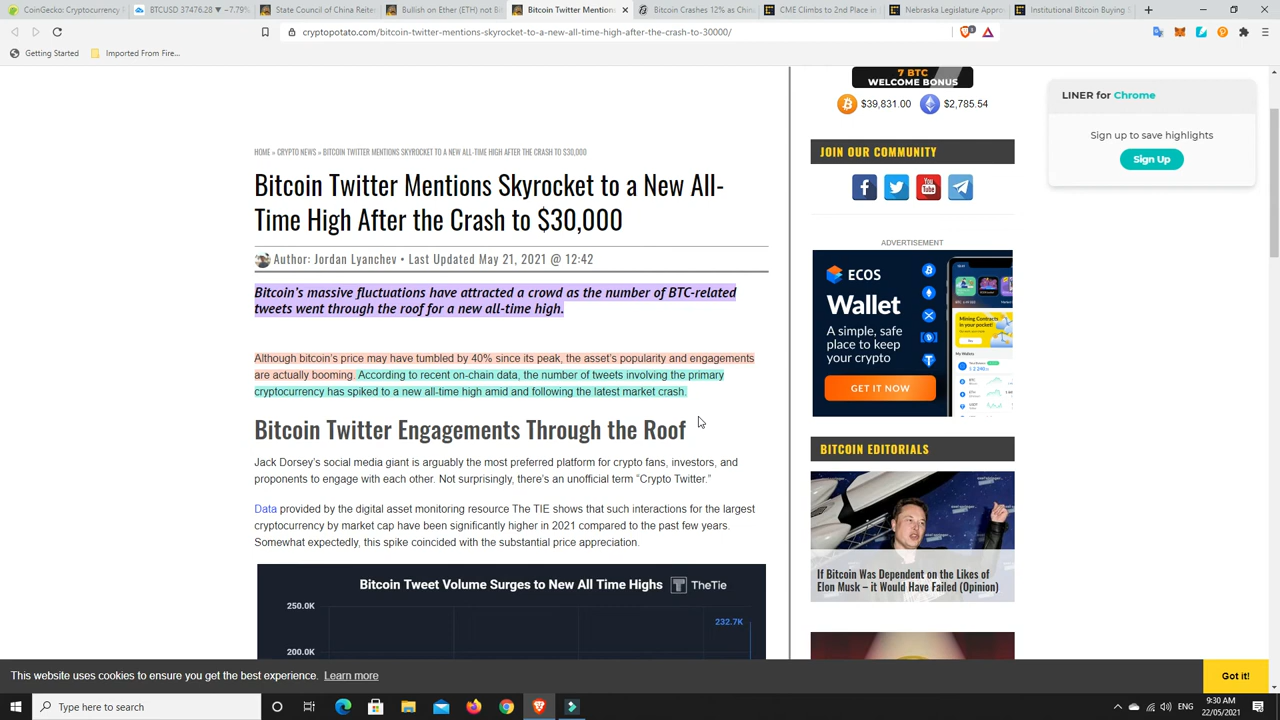 CoinGecko: Cryptocurrency P
BTCUSD 37476.28 ▼ −7.79%
State Council of China Reite
Bullish on Ether (ETH) not Bi
Bitcoin Twitter Mention
Bitcoin Crashes 12% as Chin
CME Climbs to 2nd Place in
Nebraska Legislature Appro
Institutional Bitcoin Buying
cryptopotato.com/bitcoin-twitter-mentions-skyrocket-to-a-new-all-time-high-after-the-crash-to-30000/
Getting Started
Imported From...
7 BTC
WELCOME BONUS
$39,831.00
$2,785.54
LINER for Chrome
Sign up to save highlights
Sign Up
HOME » CRYPTO NEWS » BITCOIN TWITTER MENTIONS SKYROCKET TO A NEW ALL-TIME HIGH AFTER THE CRASH TO $30,000
Bitcoin Twitter Mentions Skyrocket to a New All-
Time High After the Crash to $30,000
Author: Jordan Lyanchev • Last Updated May 21, 2021 @ 12:42
Bitcoin's massive fluctuations have attracted a crowd as the number of BTC-related
tweets went through the roof for a new all-time high.
Although bitcoin's price may have tumbled by 40% since its peak, the asset's popularity and engagements
are only booming. According to recent on-chain data, the number of tweets involving the primary
cryptocurrency has spiked to a new all-time high amid and following the latest market crash.
Bitcoin Twitter Engagements Through the Roof
Jack Dorsey's social media giant is arguably the most preferred platform for crypto fans, investors, and
proponents to engage with each other. Not surprisingly, there's an unofficial term “Crypto Twitter.”
Data provided by the digital asset monitoring resource The TIE shows that such interactions for the largest
cryptocurrency by market cap have been significantly higher in 2021 compared to the past few years.
Somewhat expectedly, this spike coincided with the substantial price appreciation.
Bitcoin Tweet Volume Surges to New All Time Highs
TheTie
250.0K
232.7K
200.0K
JOIN OUR COMMUNITY
You
Tube
ADVERTISEMENT
ECOS
Wallet
A simple, safe
place to keep
your crypto
GET IT NOW
Mining Contracts
in your pocket!
BITCOIN EDITORIALS
If Bitcoin Was Dependent on the Likes of
Elon Musk – it Would Have Failed (Opinion)
This website uses cookies to ensure you get the best experience. Learn more
Got it!
Type here to search
ENG
9:30 AM
22/05/2021